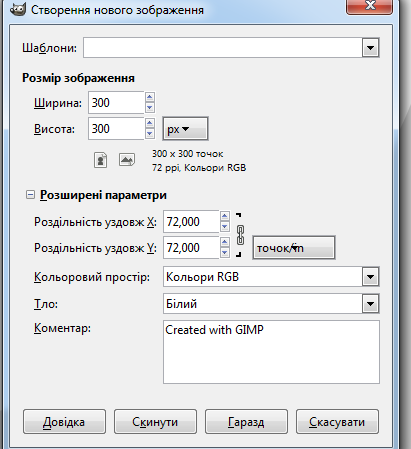 Створення нового зображення
Шаблони:
Розмір зображення
Ширина: 300
Висота: 300 px
300 x 300 точок
72 ppi, Кольори RGB
Розширені параметри
Роздільність уздовж X: 72,000
Роздільність уздовж Y: 72,000 точок/in
Кольоровий простір: Кольори RGB
Тло: Білий
Коментар: Created with GIMP
Довідка Скинути Гаразд Скасувати